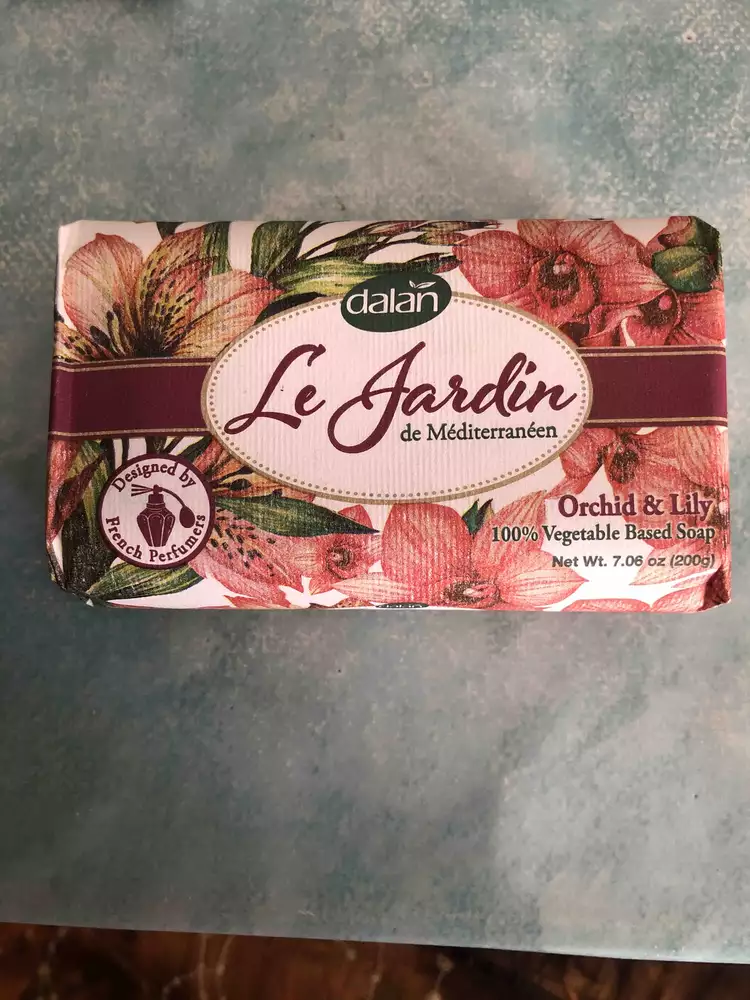 dalan
Le Jardin
de Méditerranéen
Designed by
French Perfumers
Orchid & Lily
100% Vegetable Based Soap
Net Wt. 7.06 oz (200g)
dalan